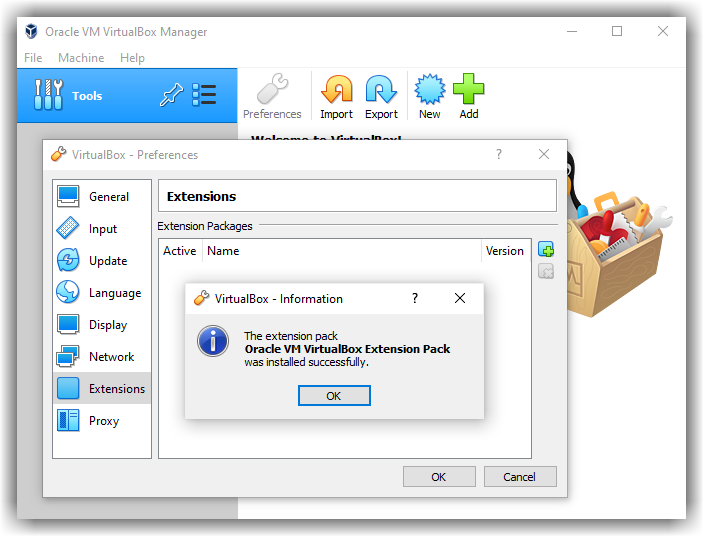 Oracle VM VirtualBox Manager
File Machine Help
Tools
Preferences Import Export New Add
Welcome to VirtualBox!
VirtualBox - Preferences ?
General
Input
Update
Language
Display
Network
Extensions
Proxy
Extensions
Extension Packages
Active Name Version
VirtualBox - Information ?
The extension pack
Oracle VM VirtualBox Extension Pack
was installed successfully.
OK
OK Cancel